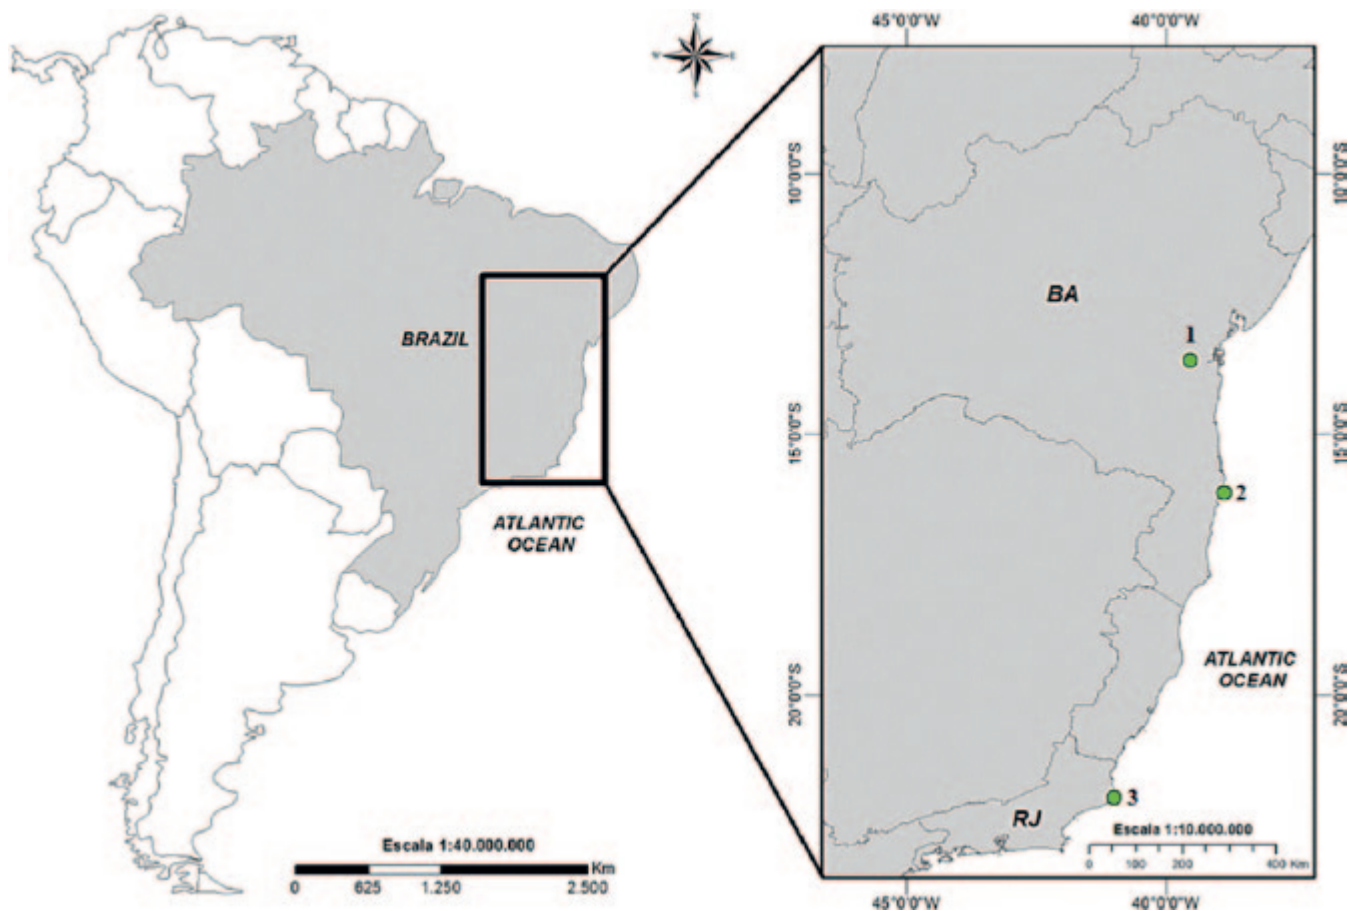 45°0'0"W 40°0'0"W
N
W E
S
10°0'0"S 10°0'0"S
BA
BRAZIL
1
15°0'0"S 15°0'0"S
2
ATLANTIC
OCEAN
ATLANTIC
OCEAN
20°0'0"S 20°0'0"S
3
RJ
Escala 1:40.000.000
Km
0 625 1.250 2.500
Escala 1:10.000.000
0 100 200 400 Km
45°0'0"W 40°0'0"W